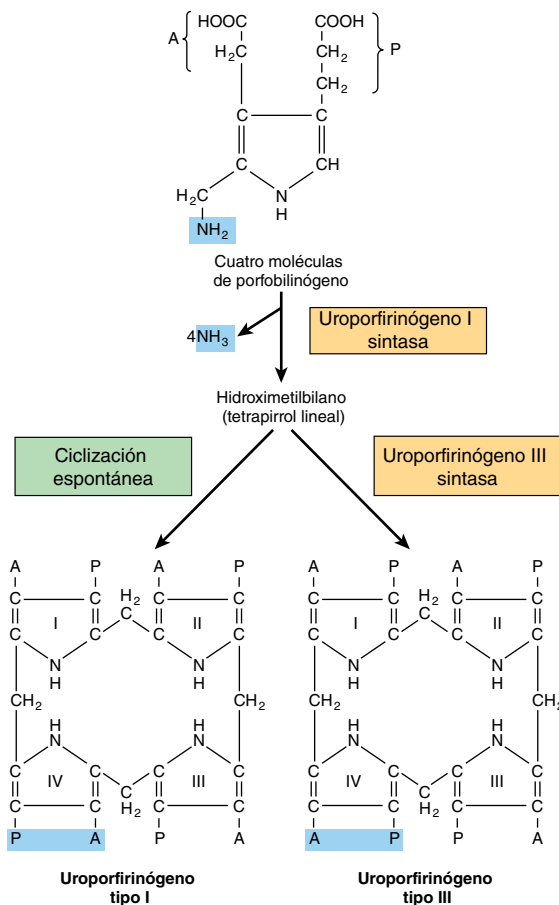 HOOC COOH
A H2C CH2 P
CH2
C C
C CH
H2C N
H
NH2
Cuatro moléculas
de porfobilinógeno
4NH3
Uroporfirinógeno I
sintasa
Hidroximetilbilano
(tetrapirrol lineal)
Ciclización
espontánea
Uroporfirinógeno III
sintasa
A P A P
C C H2 C C
C I C C C II C
N N
H H
CH2 CH2
H H
N N
C IV C C C III C
C C H2 C C
P A P A
Uroporfirinógeno
tipo I
A P A P
C C H2 C C
C I C C C II C
N N
H H
CH2 CH2
H H
N N
C IV C C C III C
C C H2 C C
A P P A
Uroporfirinógeno
tipo III